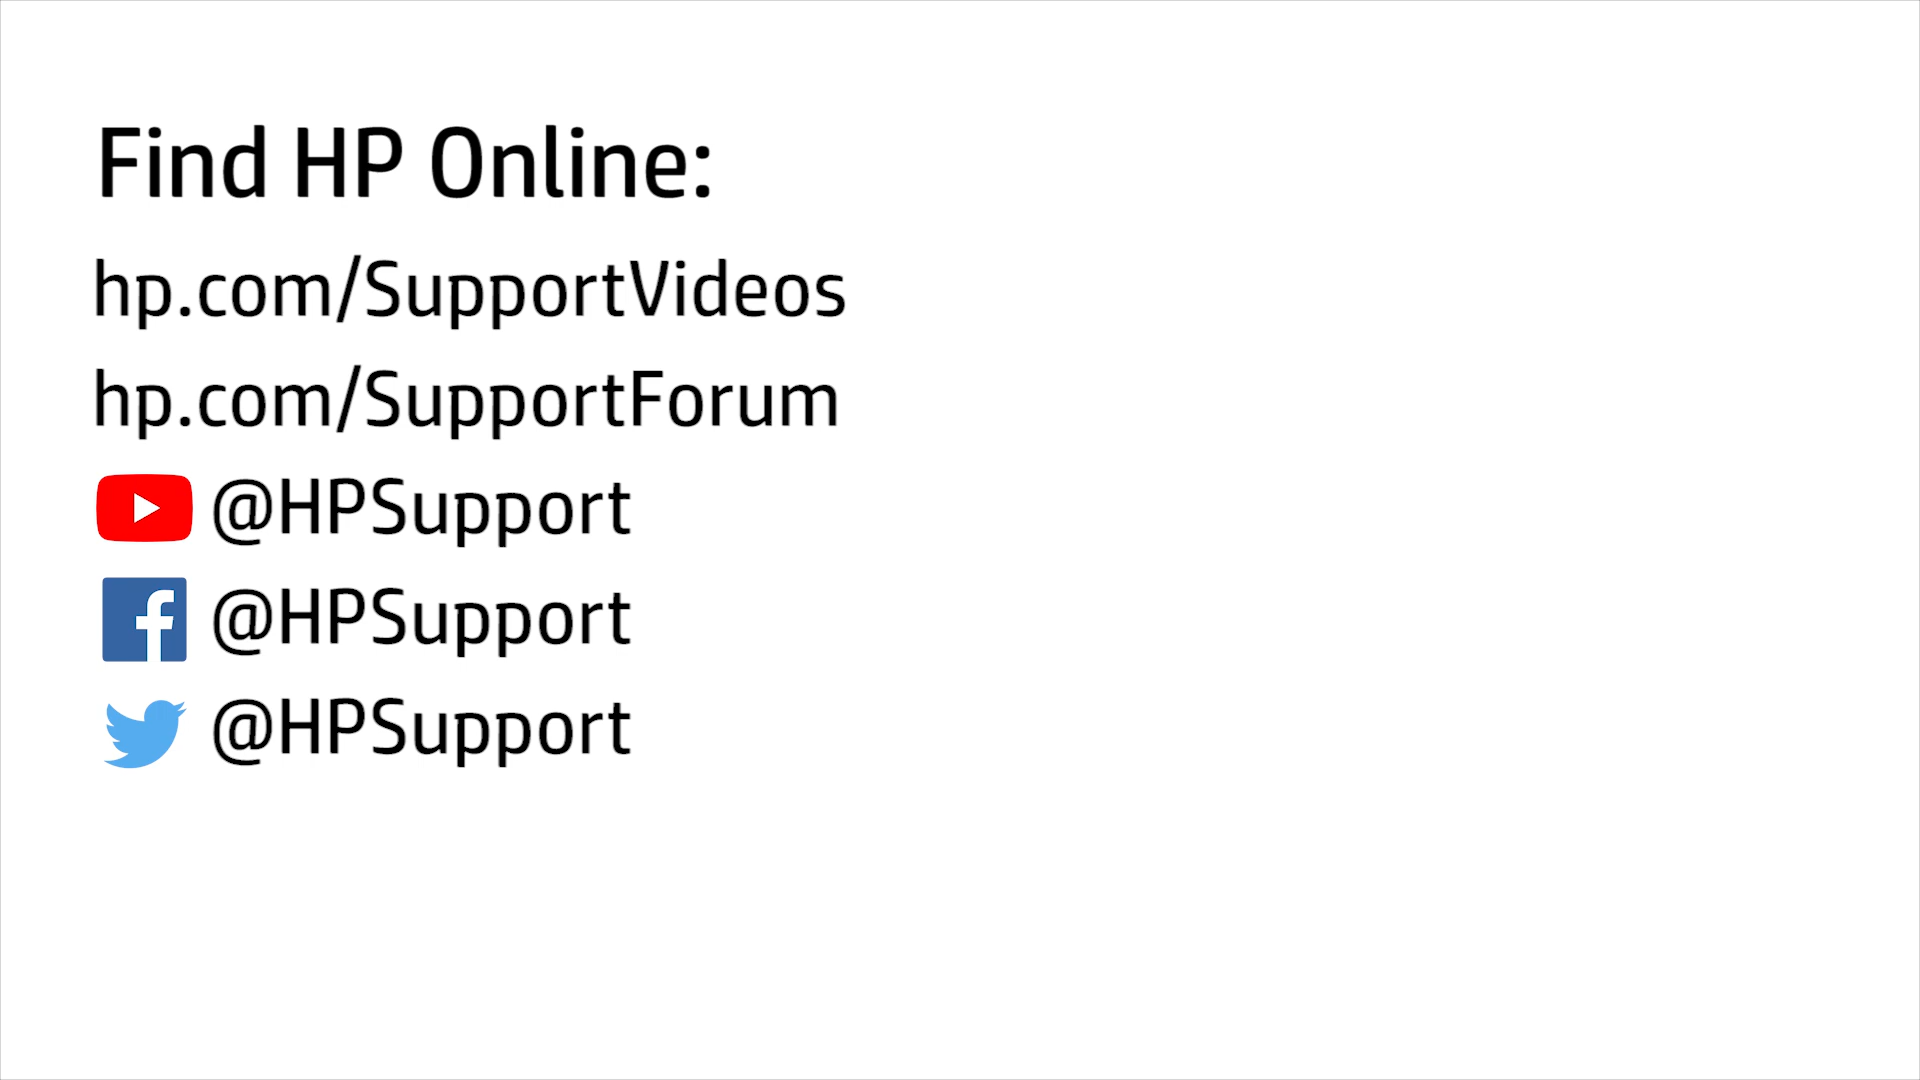 Find HP Online:
hp.com/SupportVideos
hp.com/SupportForum
@HPSupport
@HPSupport
@HPSupport